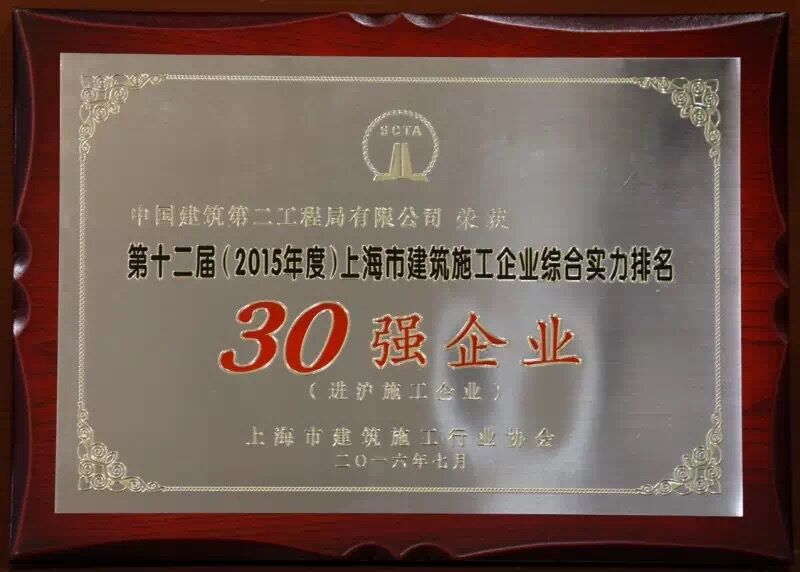 SCTA
中国建筑第二工程局有限公司 荣获
第十二届(2015年度)上海市建筑施工企业综合实力排名
30强企业
(进沪施工企业)
上海市建筑施工行业协会
二〇一六年七月